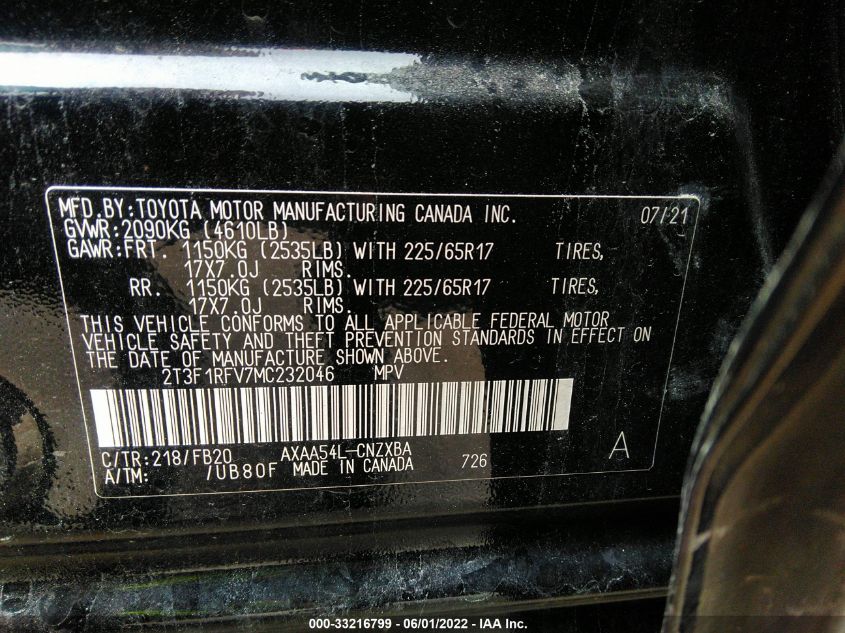 MFD.BY:TOYOTA MOTOR MANUFACTURING CANADA INC. 07/21
GVWR:2090KG (4610LB)
GAWR:FRT. 1150KG (2535LB) WITH 225/65R17 TIRES,
17X7.0J RIMS.
RR. 1150KG (2535LB) WITH 225/65R17 TIRES,
17X7.0J RIMS.
THIS VEHICLE CONFORMS TO ALL APPLICABLE FEDERAL MOTOR
VEHICLE SAFETY AND THEFT PREVENTION STANDARDS IN EFFECT ON
THE DATE OF MANUFACTURE SHOWN ABOVE.
2T3F1RFV7MC232046 MPV
C/TR:218/FB20 AXAA54L-CNZXBA A
A/TM: /UB80F MADE IN CANADA 726
000-33216799 - 06/01/2022 - IAA Inc.